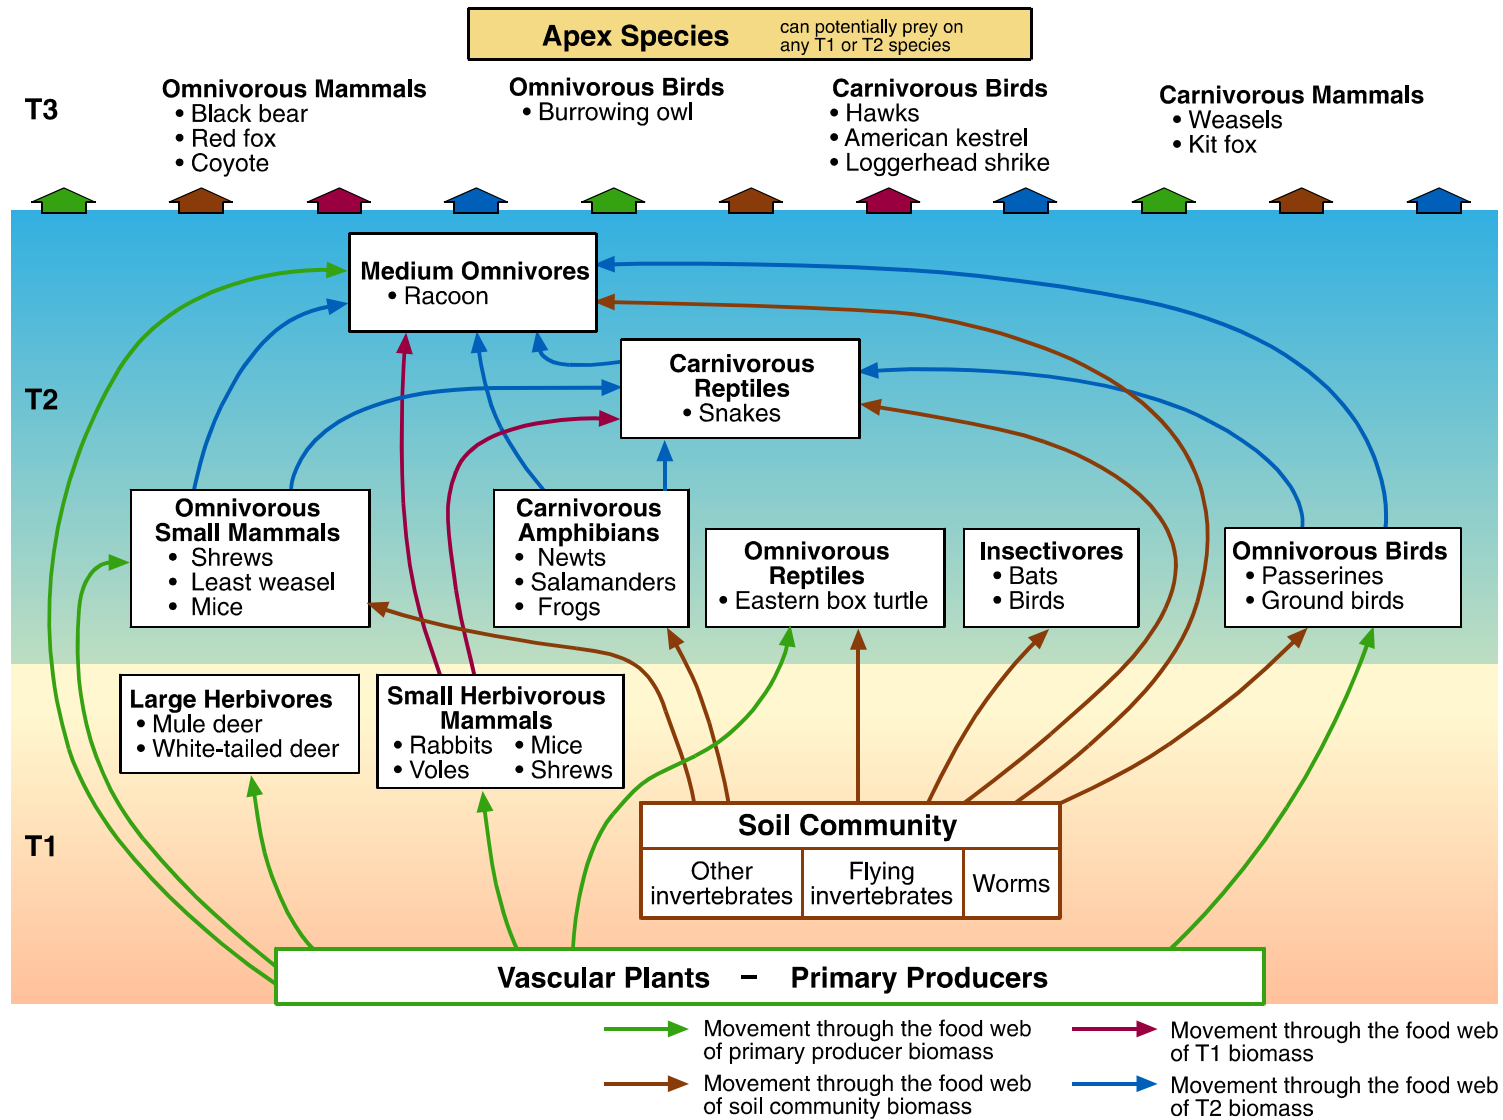 Apex Species
can potentially prey on
any T1 or T2 species
T3
Omnivorous Mammals
• Black bear
• Red fox
• Coyote
Omnivorous Birds
• Burrowing owl
Carnivorous Birds
• Hawks
• American kestrel
• Loggerhead shrike
Carnivorous Mammals
• Weasels
• Kit fox
T2
Medium Omnivores
• Racoon
Carnivorous
Reptiles
• Snakes
Omnivorous
Small Mammals
• Shrews
• Least weasel
• Mice
Carnivorous
Amphibians
• Newts
• Salamanders
• Frogs
Omnivorous
Reptiles
• Eastern box turtle
Insectivores
• Bats
• Birds
Omnivorous Birds
• Passerines
• Ground birds
T1
Large Herbivores
• Mule deer
• White-tailed deer
Small Herbivorous
Mammals
• Rabbits • Mice
• Voles • Shrews
Soil Community
Other
invertebrates
Flying
invertebrates
Worms
Vascular Plants – Primary Producers
Movement through the food web
of primary producer biomass
Movement through the food web
of soil community biomass
Movement through the food web
of T1 biomass
Movement through the food web
of T2 biomass